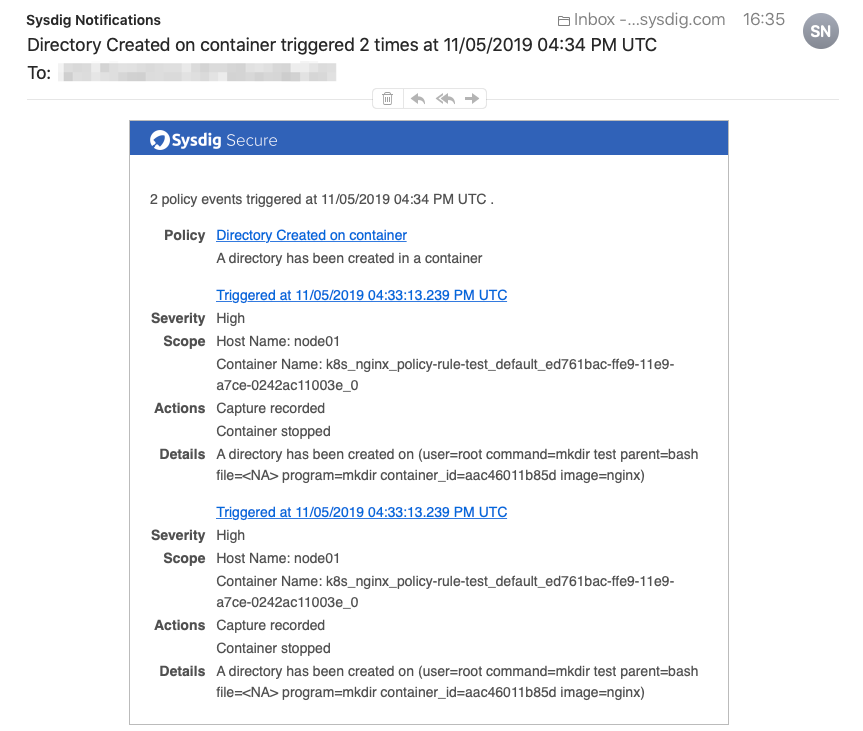 Sysdig Notifications
Inbox -...sysdig.com 16:35
SN
Directory Created on container triggered 2 times at 11/05/2019 04:34 PM UTC
To:
Sysdig Secure
2 policy events triggered at 11/05/2019 04:34 PM UTC .
Policy Directory Created on container
A directory has been created in a container
Triggered at 11/05/2019 04:33:13.239 PM UTC
Severity High
Scope Host Name: node01
Container Name: k8s_nginx_policy-rule-test_default_ed761bac-ffe9-11e9-
a7ce-0242ac11003e_0
Actions Capture recorded
Container stopped
Details A directory has been created on (user=root command=mkdir test parent=bash
file=<NA> program=mkdir container_id=aac46011b85d image=nginx)
Triggered at 11/05/2019 04:33:13.239 PM UTC
Severity High
Scope Host Name: node01
Container Name: k8s_nginx_policy-rule-test_default_ed761bac-ffe9-11e9-
a7ce-0242ac11003e_0
Actions Capture recorded
Container stopped
Details A directory has been created on (user=root command=mkdir test parent=bash
file=<NA> program=mkdir container_id=aac46011b85d image=nginx)